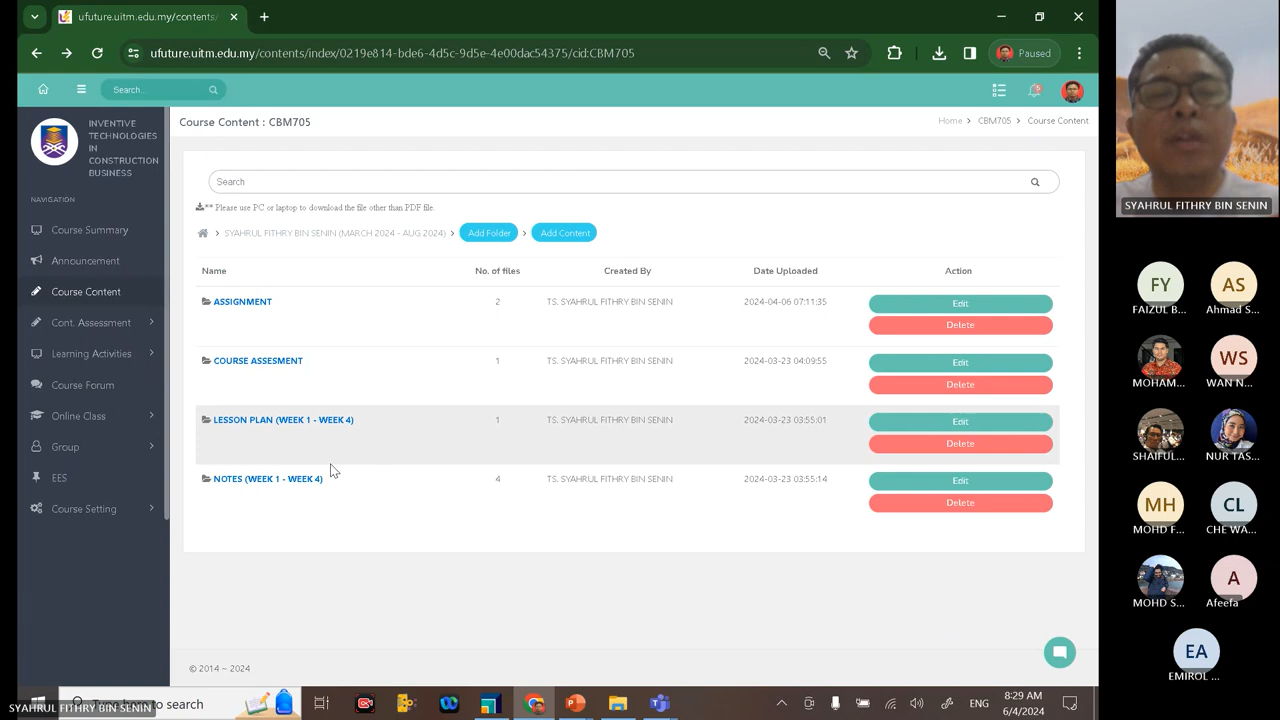 ufuture.uitm.edu.my/contents/
ufuture.uitm.edu.my/contents/index/0219e814-bde6-4d5c-9d5e-4e00dac54375/cid:CBM705
Paused
Search...
5
INVENTIVE
TECHNOLOGIES
IN
CONSTRUCTION
BUSINESS
NAVIGATION
Course Summary
Announcement
Course Content
Cont. Assessment
Learning Activities
Course Forum
Online Class
Group
EES
Course Setting
Course Content : CBM705
Home > CBM705 > Course Content
Search
** Please use PC or laptop to download the file other than PDF file.
> SYAHRUL FITHRY BIN SENIN (MARCH 2024 - AUG 2024) > Add Folder > Add Content
Name No. of files Created By Date Uploaded Action
ASSIGNMENT 2 TS. SYAHRUL FITHRY BIN SENIN 2024-04-06 07:11:35 Edit
Delete
COURSE ASSESMENT 1 TS. SYAHRUL FITHRY BIN SENIN 2024-03-23 04:09:55 Edit
Delete
LESSON PLAN (WEEK 1 - WEEK 4) 1 TS. SYAHRUL FITHRY BIN SENIN 2024-03-23 03:55:01 Edit
Delete
NOTES (WEEK 1 - WEEK 4) 4 TS. SYAHRUL FITHRY BIN SENIN 2024-03-23 03:55:14 Edit
Delete
© 2014 ~ 2024
Type here to search
SYAHRUL FITHRY BIN SENIN
ENG
8:29 AM
6/4/2024
SYAHRUL FITHRY BIN SENIN
FY AS
FAIZUL B... Ahmad S...
WS
MOHAM... WAN N...
SHAIFUL... NUR TAS...
MH CL
MOHD F... CHE WA...
A
MOHD S... Afeefa
EA
EMIROL ...